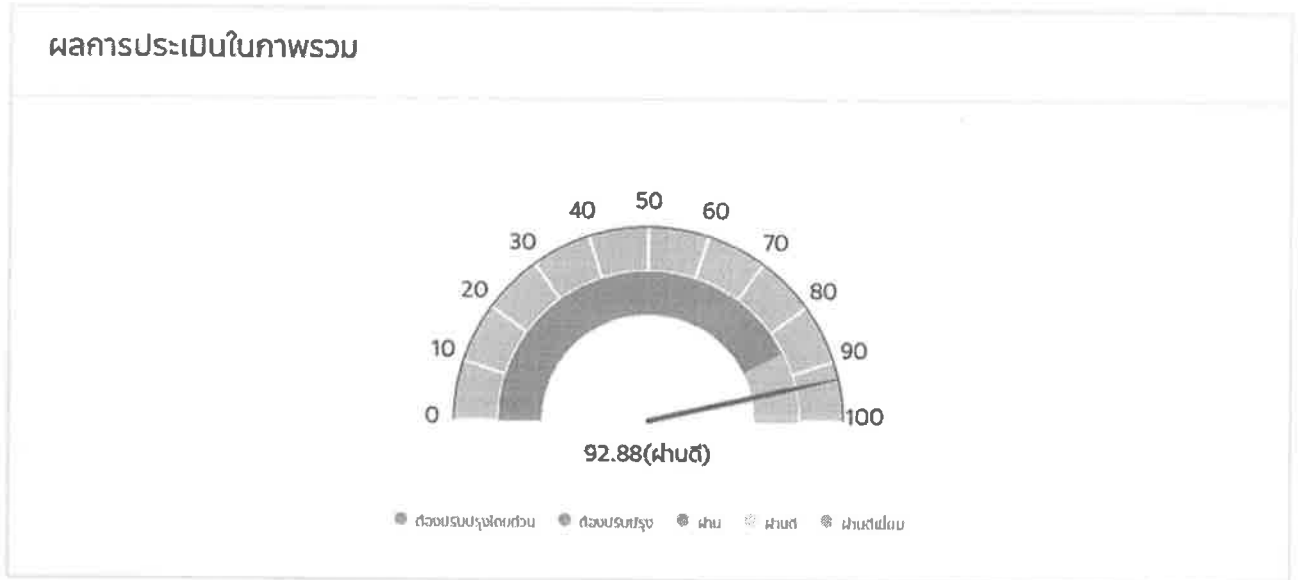 ผลการประเมินในภาพรวม
50
40 60
30 70
20 80
10 90
0 100
92.88(ผ่านดี)
ต้องปรับปรุงโดยด่วน ต้องปรับปรุง ผ่าน ผ่านดี ผ่านดีเยี่ยม